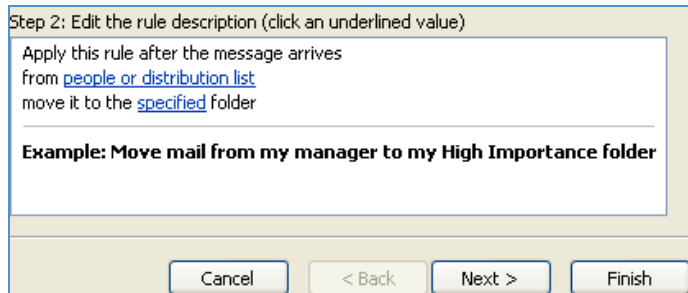 Step 2: Edit the rule description (click an underlined value)
Apply this rule after the message arrives
from people or distribution list
move it to the specified folder
Example: Move mail from my manager to my High Importance folder
Cancel < Back Next > Finish